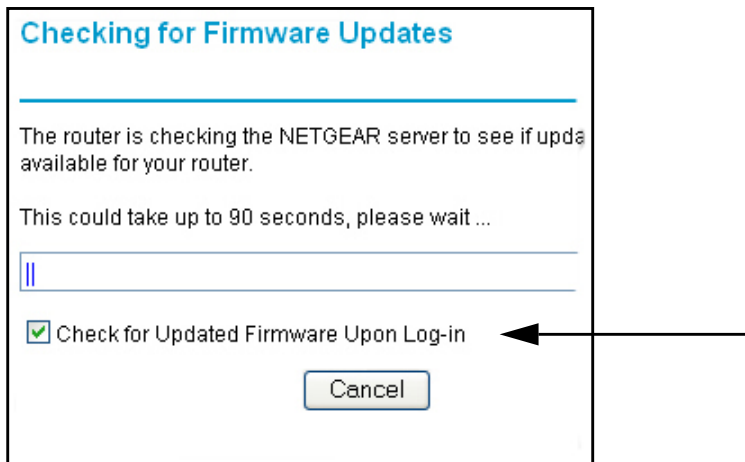 Checking for Firmware Updates
The router is checking the NETGEAR server to see if upda
available for your router.
This could take up to 90 seconds, please wait ...
Check for Updated Firmware Upon Log-in
Cancel